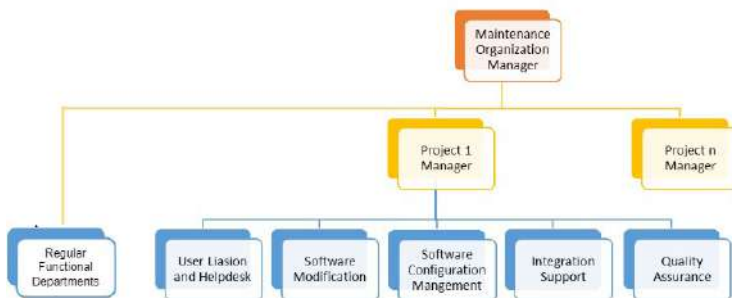 Maintenance
Organization
Manager
Project 1
Manager
Project n
Manager
Regular
Functional
Departments
User Liasion
and Helpdesk
Software
Modification
Software
Configuration
Mangement
Integration
Support
Quality
Assurance